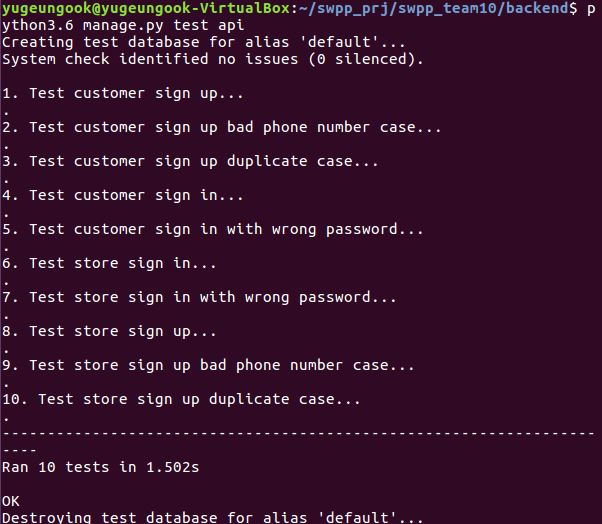 yugeungook@yugeungook-VirtualBox:~/swpp_prj/swpp_team10/backend$ p
ython3.6 manage.py test api
Creating test database for alias 'default'...
System check identified no issues (0 silenced).
1. Test customer sign up...
.
2. Test customer sign up bad phone number case...
.
3. Test customer sign up duplicate case...
.
4. Test customer sign in...
.
5. Test customer sign in with wrong password...
.
6. Test store sign in...
.
7. Test store sign in with wrong password...
.
8. Test store sign up...
.
9. Test store sign up bad phone number case...
.
10. Test store sign up duplicate case...
.
------------------------------------------------------------------
----
Ran 10 tests in 1.502s
OK
Destroying test database for alias 'default'...